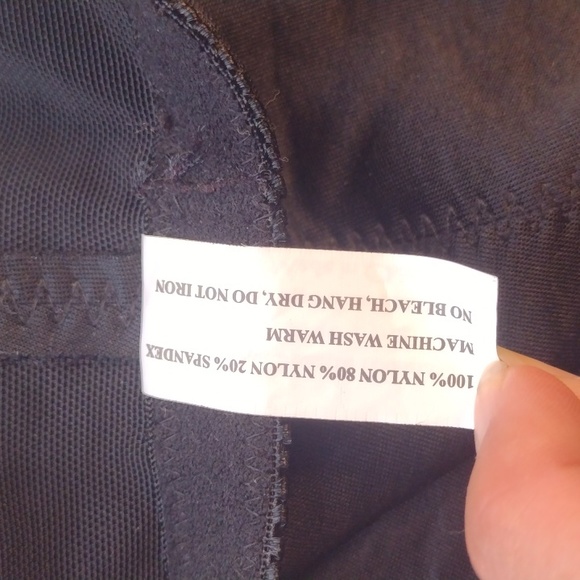 100% NYLON 80% NYLON 20% SPANDEX
MACHINE WASH WARM
NO BLEACH, HANG DRY, DO NOT IRON